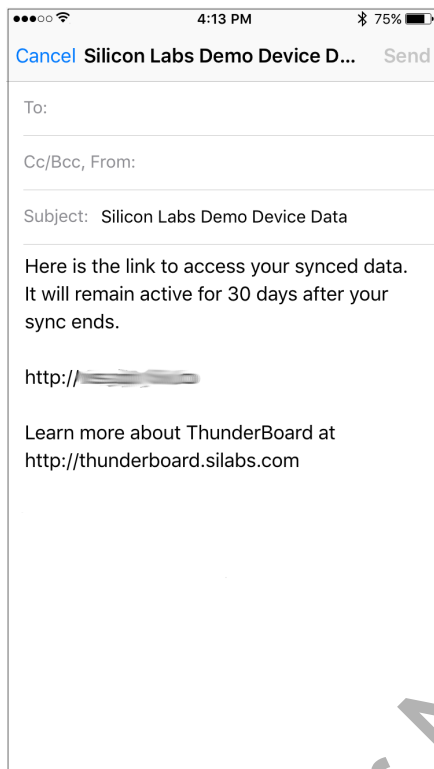 4:13 PM
75%
Cancel Silicon Labs Demo Device D... Send
To:
Cc/Bcc, From:
Subject: Silicon Labs Demo Device Data
Here is the link to access your synced data.
It will remain active for 30 days after your
sync ends.
http://
Learn more about ThunderBoard at
http://thunderboard.silabs.com